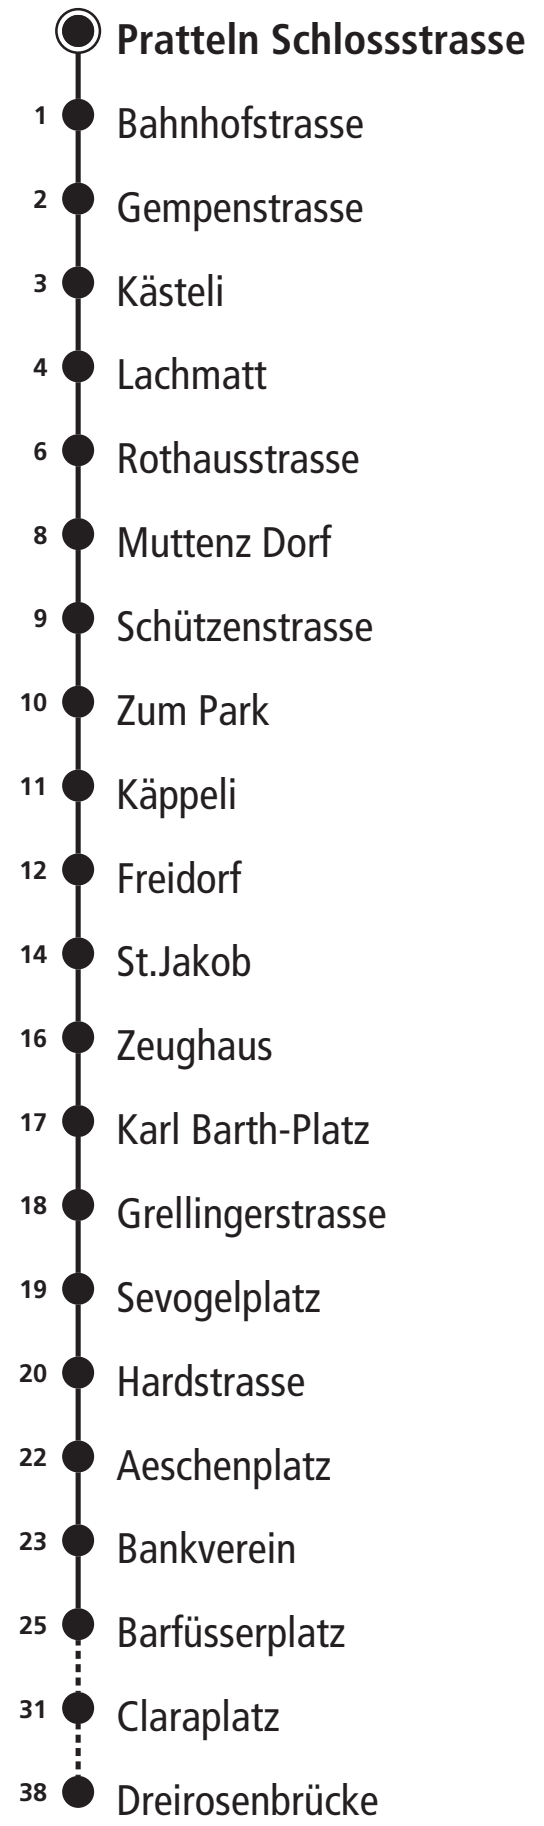 Pratteln Schlossstrasse
1 Bahnhofstrasse
2 Gempenstrasse
3 Kästeli
4 Lachmatt
6 Rothausstrasse
8 Muttenz Dorf
9 Schützenstrasse
10 Zum Park
11 Käppeli
12 Freidorf
14 St.Jakob
16 Zeughaus
17 Karl Barth-Platz
18 Grellingerstrasse
19 Sevogelplatz
20 Hardstrasse
22 Aeschenplatz
23 Bankverein
25 Barfüsserplatz
31 Claraplatz
38 Dreirosenbrücke